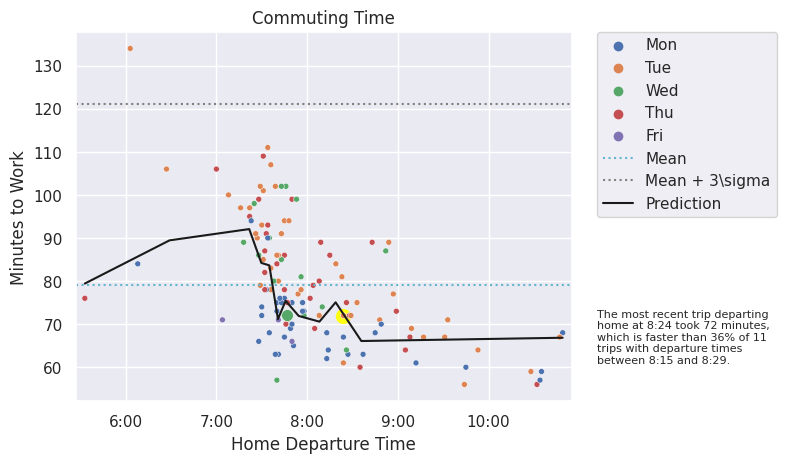 Commuting Time
Minutes to Work
130
120
110
100
90
80
70
60
6:00 7:00 8:00 9:00 10:00
Home Departure Time
Mon
Tue
Wed
Thu
Fri
Mean
Mean + 3\sigma
Prediction
The most recent trip departing
home at 8:24 took 72 minutes,
which is faster than 36% of 11
trips with departure times
between 8:15 and 8:29.